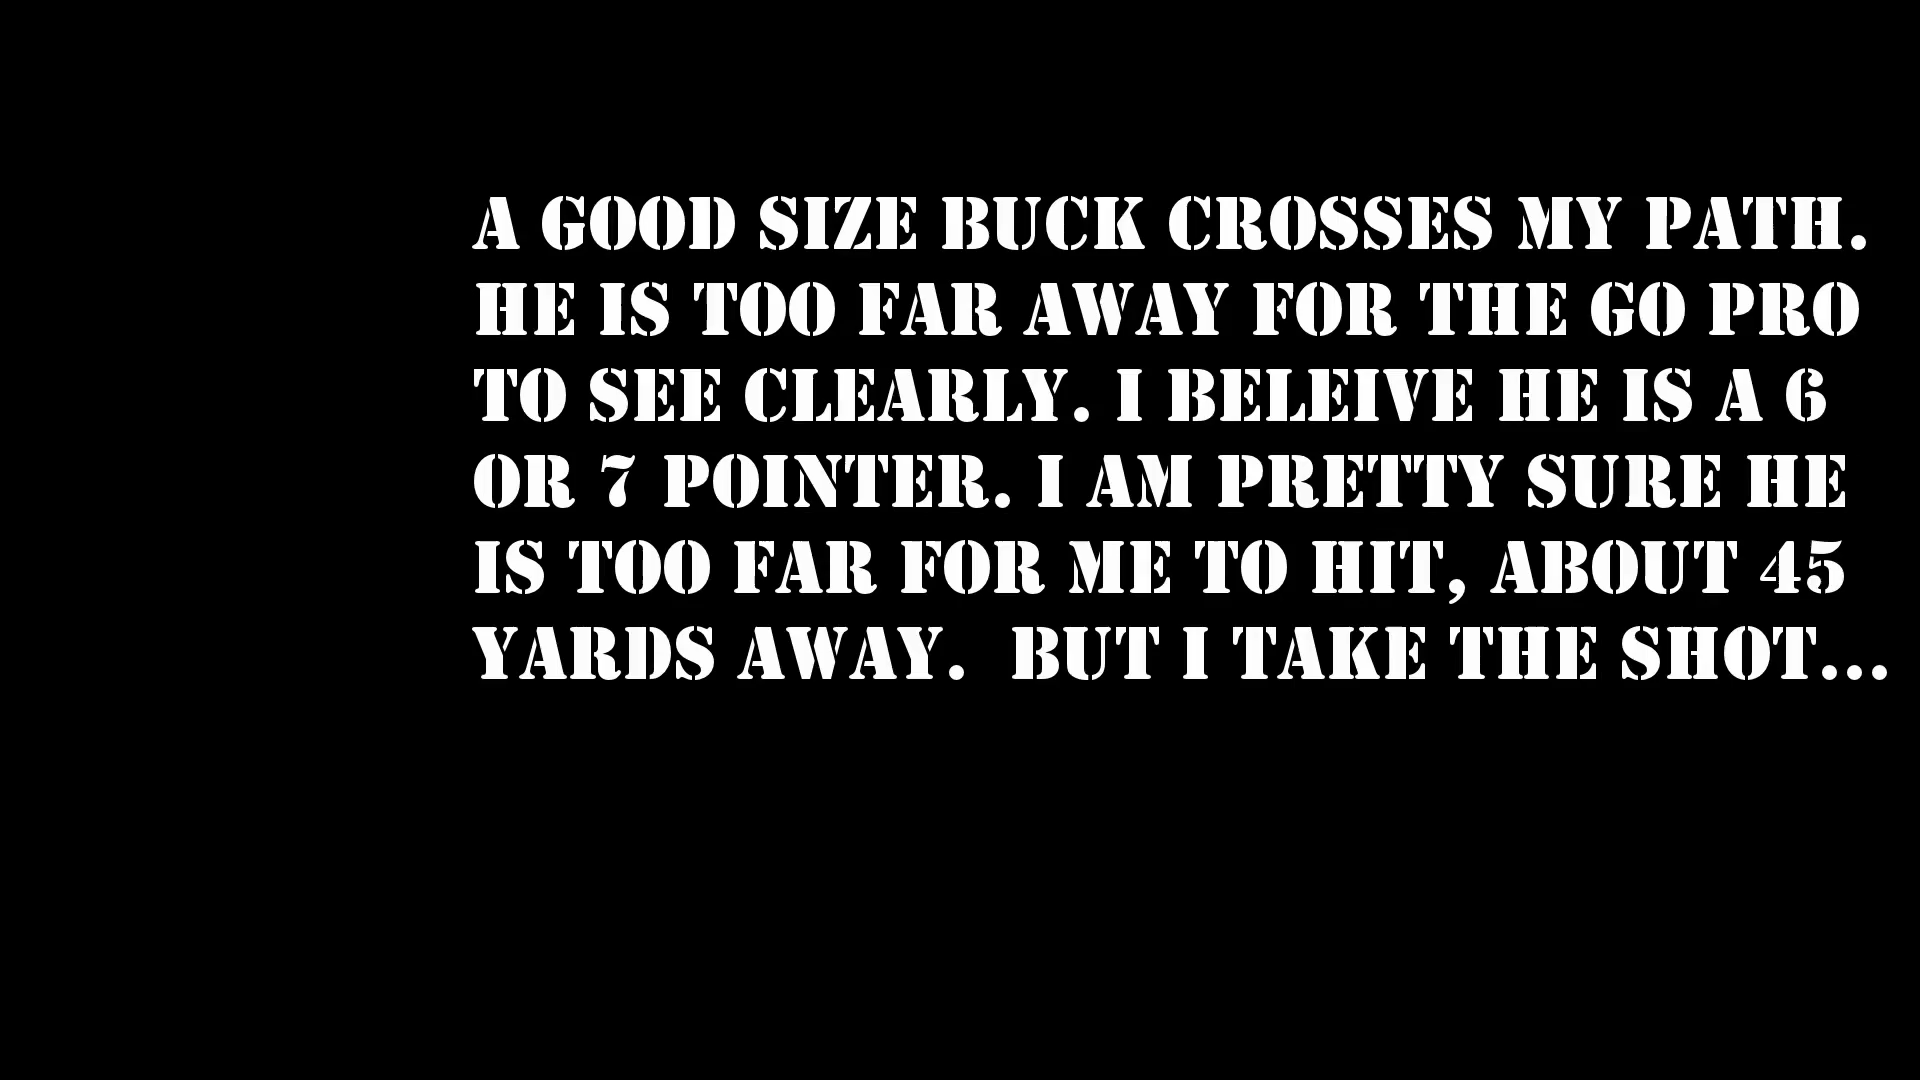 A GOOD SIZE BUCK CROSSES MY PATH.
HE IS TOO FAR AWAY FOR THE GO PRO
TO SEE CLEARLY. I BELEIVE HE IS A 6
OR 7 POINTER. I AM PRETTY SURE HE
IS TOO FAR FOR ME TO HIT, ABOUT 45
YARDS AWAY.  BUT I TAKE THE SHOT...